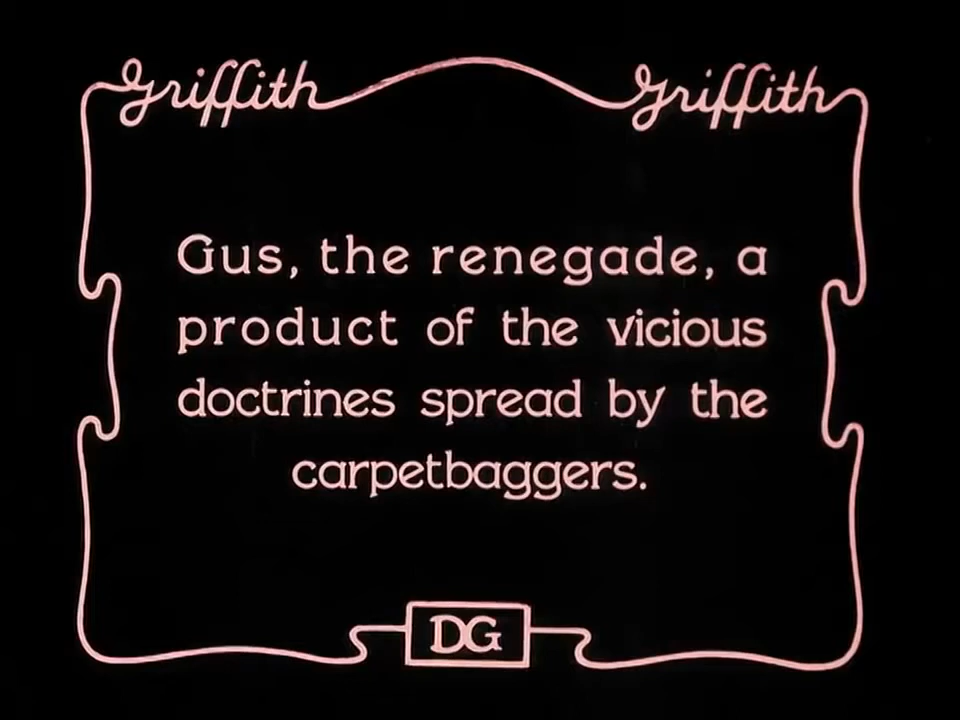 Griffith Griffith
Gus, the renegade, a
product of the vicious
doctrines spread by the
carpetbaggers.
DG